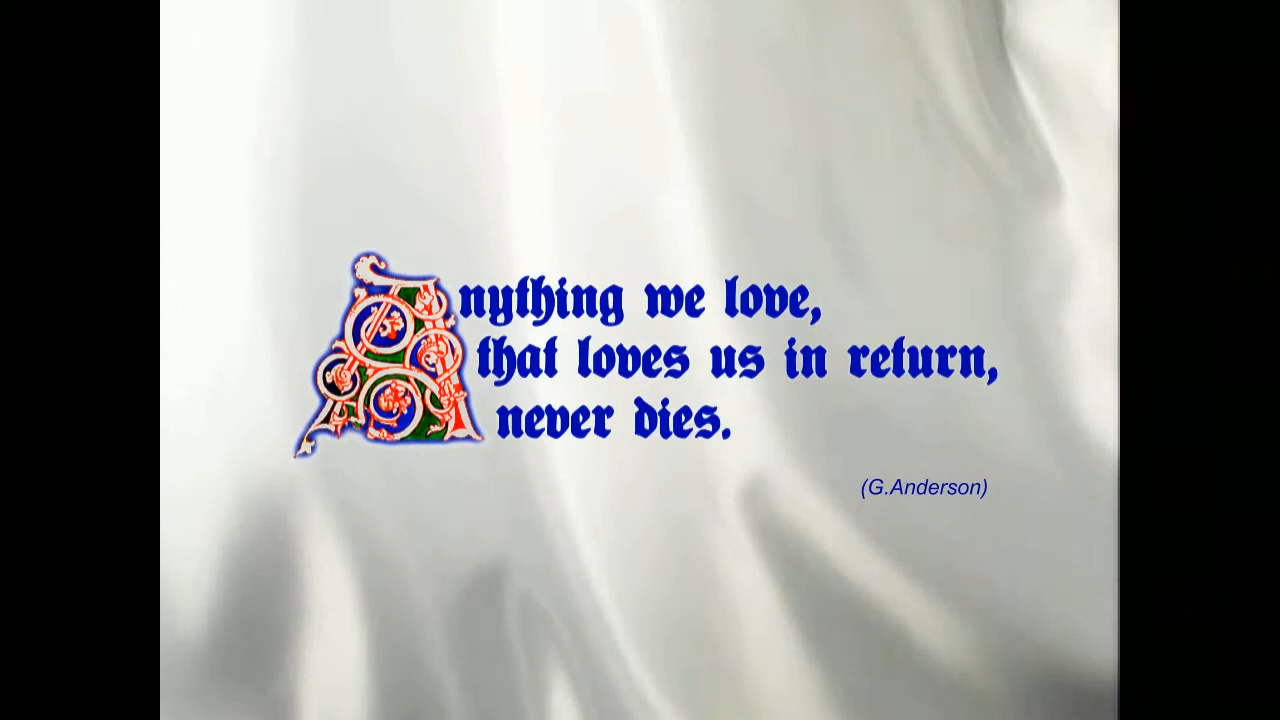 Anything we love,
that loves us in return,
never dies.
(G.Anderson)